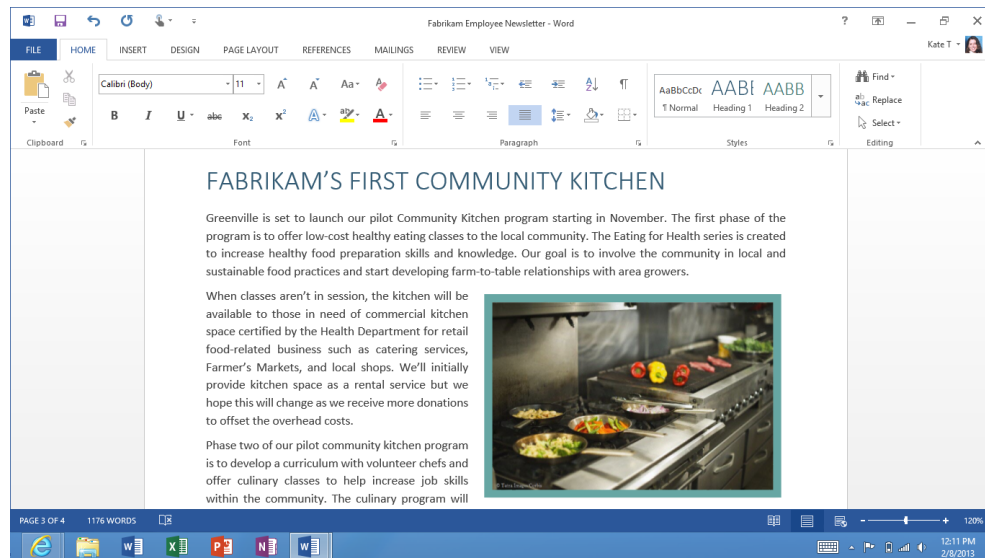 Fabrikam Employee Newsletter - Word
?
FILE HOME INSERT DESIGN PAGE LAYOUT REFERENCES MAILINGS REVIEW VIEW Kate T
Paste
Calibri (Body) 11 A A Aa
B I U abc X₂ X² A aby A
AaBbCcDc AABI AABB
¶ Normal Heading 1 Heading 2
Find
Replace
Select
Clipboard Font Paragraph Styles Editing
FABRIKAM’S FIRST COMMUNITY KITCHEN
Greenville is set to launch our pilot Community Kitchen program starting in November. The first phase of the
program is to offer low-cost healthy eating classes to the local community. The Eating for Health series is created
to increase healthy food preparation skills and knowledge. Our goal is to involve the community in local and
sustainable food practices and start developing farm-to-table relationships with area growers.
When classes aren’t in session, the kitchen will be
available to those in need of commercial kitchen
space certified by the Health Department for retail
food-related business such as catering services,
Farmer’s Markets, and local shops. We’ll initially
provide kitchen space as a rental service but we
hope this will change as we receive more donations
to offset the overhead costs.
Phase two of our pilot community kitchen program
is to develop a curriculum with volunteer chefs and
offer culinary classes to help increase job skills
within the community. The culinary program will
PAGE 3 OF 4 1176 WORDS 120%
12:11 PM
2/8/2013